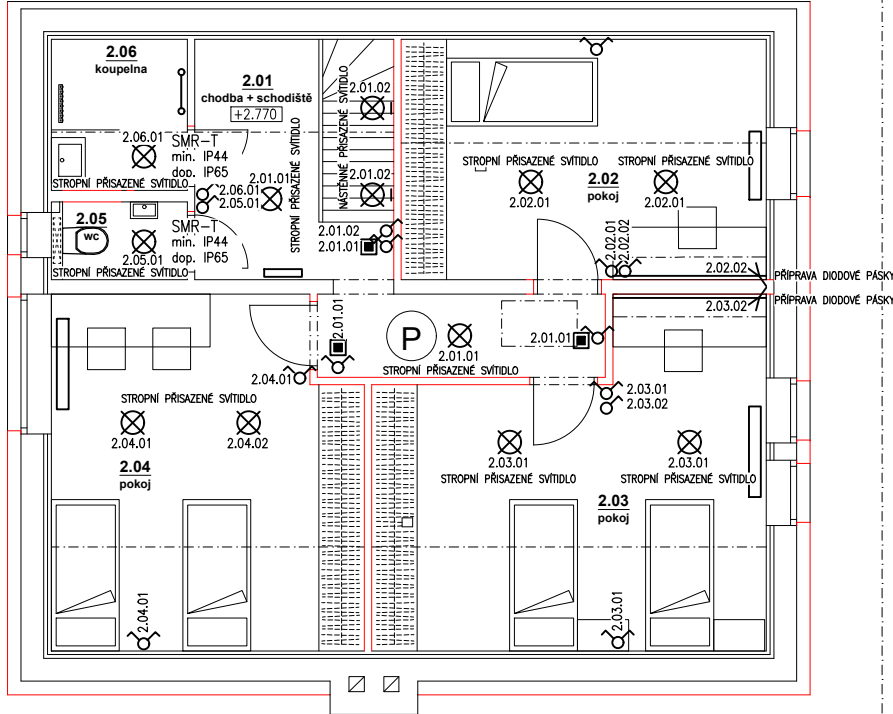 2.06
koupelna
2.01
chodba + schodiště
+2.770
2.01.02
NÁSTĚNNÉ PŘISAZENÉ SVÍTIDLO
STROPNÍ PŘISAZENÉ SVÍTIDLO
2.06.01
SMR-T
min. IP44
dop. IP65
STROPNÍ PŘISAZENÉ SVÍTIDLO
2.01.01
2.01.02
2.06.01
2.05.01
2.05
WC
SMR-T
min. IP44
dop. IP65
2.05.01
STROPNÍ PŘISAZENÉ SVÍTIDLO
2.01.02
2.01.01
STROPNÍ PŘISAZENÉ SVÍTIDLO
STROPNÍ PŘISAZENÉ SVÍTIDLO
2.02
pokoj
2.02.01
2.02.01
2.02.01
2.02.02
2.02.02
PŘÍPRAVA DIODOVÉ PÁSKY
2.03.02
PŘÍPRAVA DIODOVÉ PÁSKY
2.01.01
P
2.01.01
2.01.01
STROPNÍ PŘISAZENÉ SVÍTIDLO
2.04.01
STROPNÍ PŘISAZENÉ SVÍTIDLO
2.04.01
2.04.02
2.04
pokoj
2.04.01
2.03.01
2.03.02
2.03.01
2.03.01
STROPNÍ PŘISAZENÉ SVÍTIDLO
STROPNÍ PŘISAZENÉ SVÍTIDLO
2.03
pokoj
2.03.01